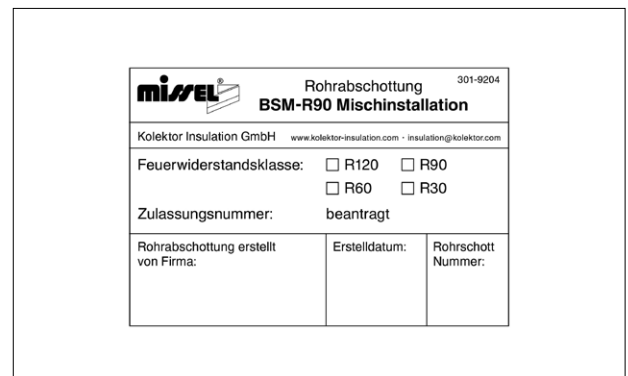 missel®
Rohrabschottung
301-9204
BSM-R90 Mischinstallation
Kolektor Insulation GmbH www.kolektor-insulation.com - insulation@kolektor.com
Feuerwiderstandsklasse: ☐ R120 ☐ R90
☐ R60 ☐ R30
Zulassungsnummer: beantragt
Rohrabschottung erstellt
von Firma:
Erstelldatum:
Rohrschott
Nummer: